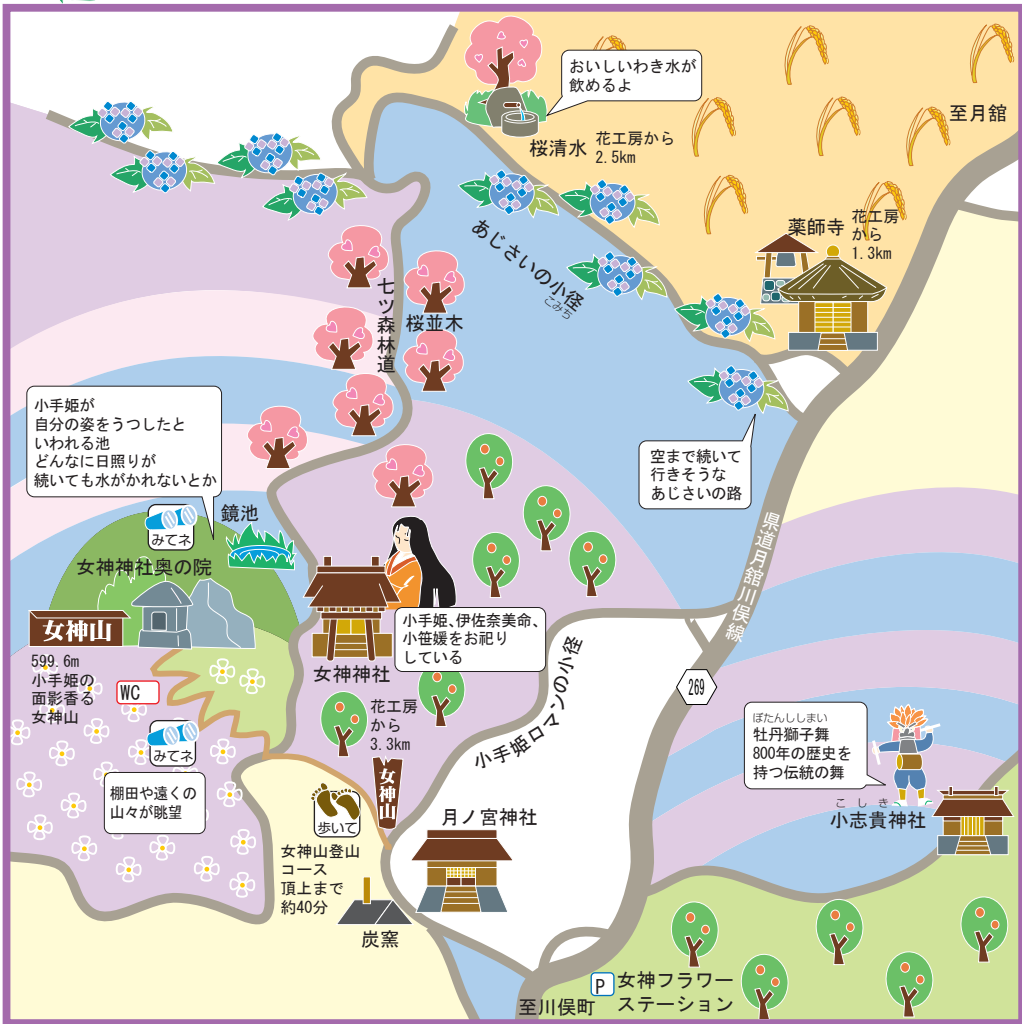 おいしいわき水が
飲めるよ
至月舘
桜清水
花工房から
2.5km
薬師寺
花工房
から
1.3km
あじさいの小径
こみち
七ツ森林道
桜並木
小手姫が
自分の姿をうつしたと
いわれる池
どんなに日照りが
続いても水がかれないとか
空まで続いて
行きそうな
あじさいの路
鏡池
みてネ
女神神社奥の院
県道月舘川俣線
女神山
599.6m
小手姫の
面影香る
女神山
小手姫、伊佐奈美命、
小笹媛をお祀り
している
女神神社
WC
269
小手姫ロマンの小径
花工房
から
3.3km
みてネ
棚田や遠くの
山々が眺望
女神山
ぼたんししまい
牡丹獅子舞
800年の歴史を
持つ伝統の舞
こしき
小志貴神社
歩いて
月ノ宮神社
女神山登山
コース
頂上まで
約40分
炭窯
P
女神フラワー
ステーション
至川俣町